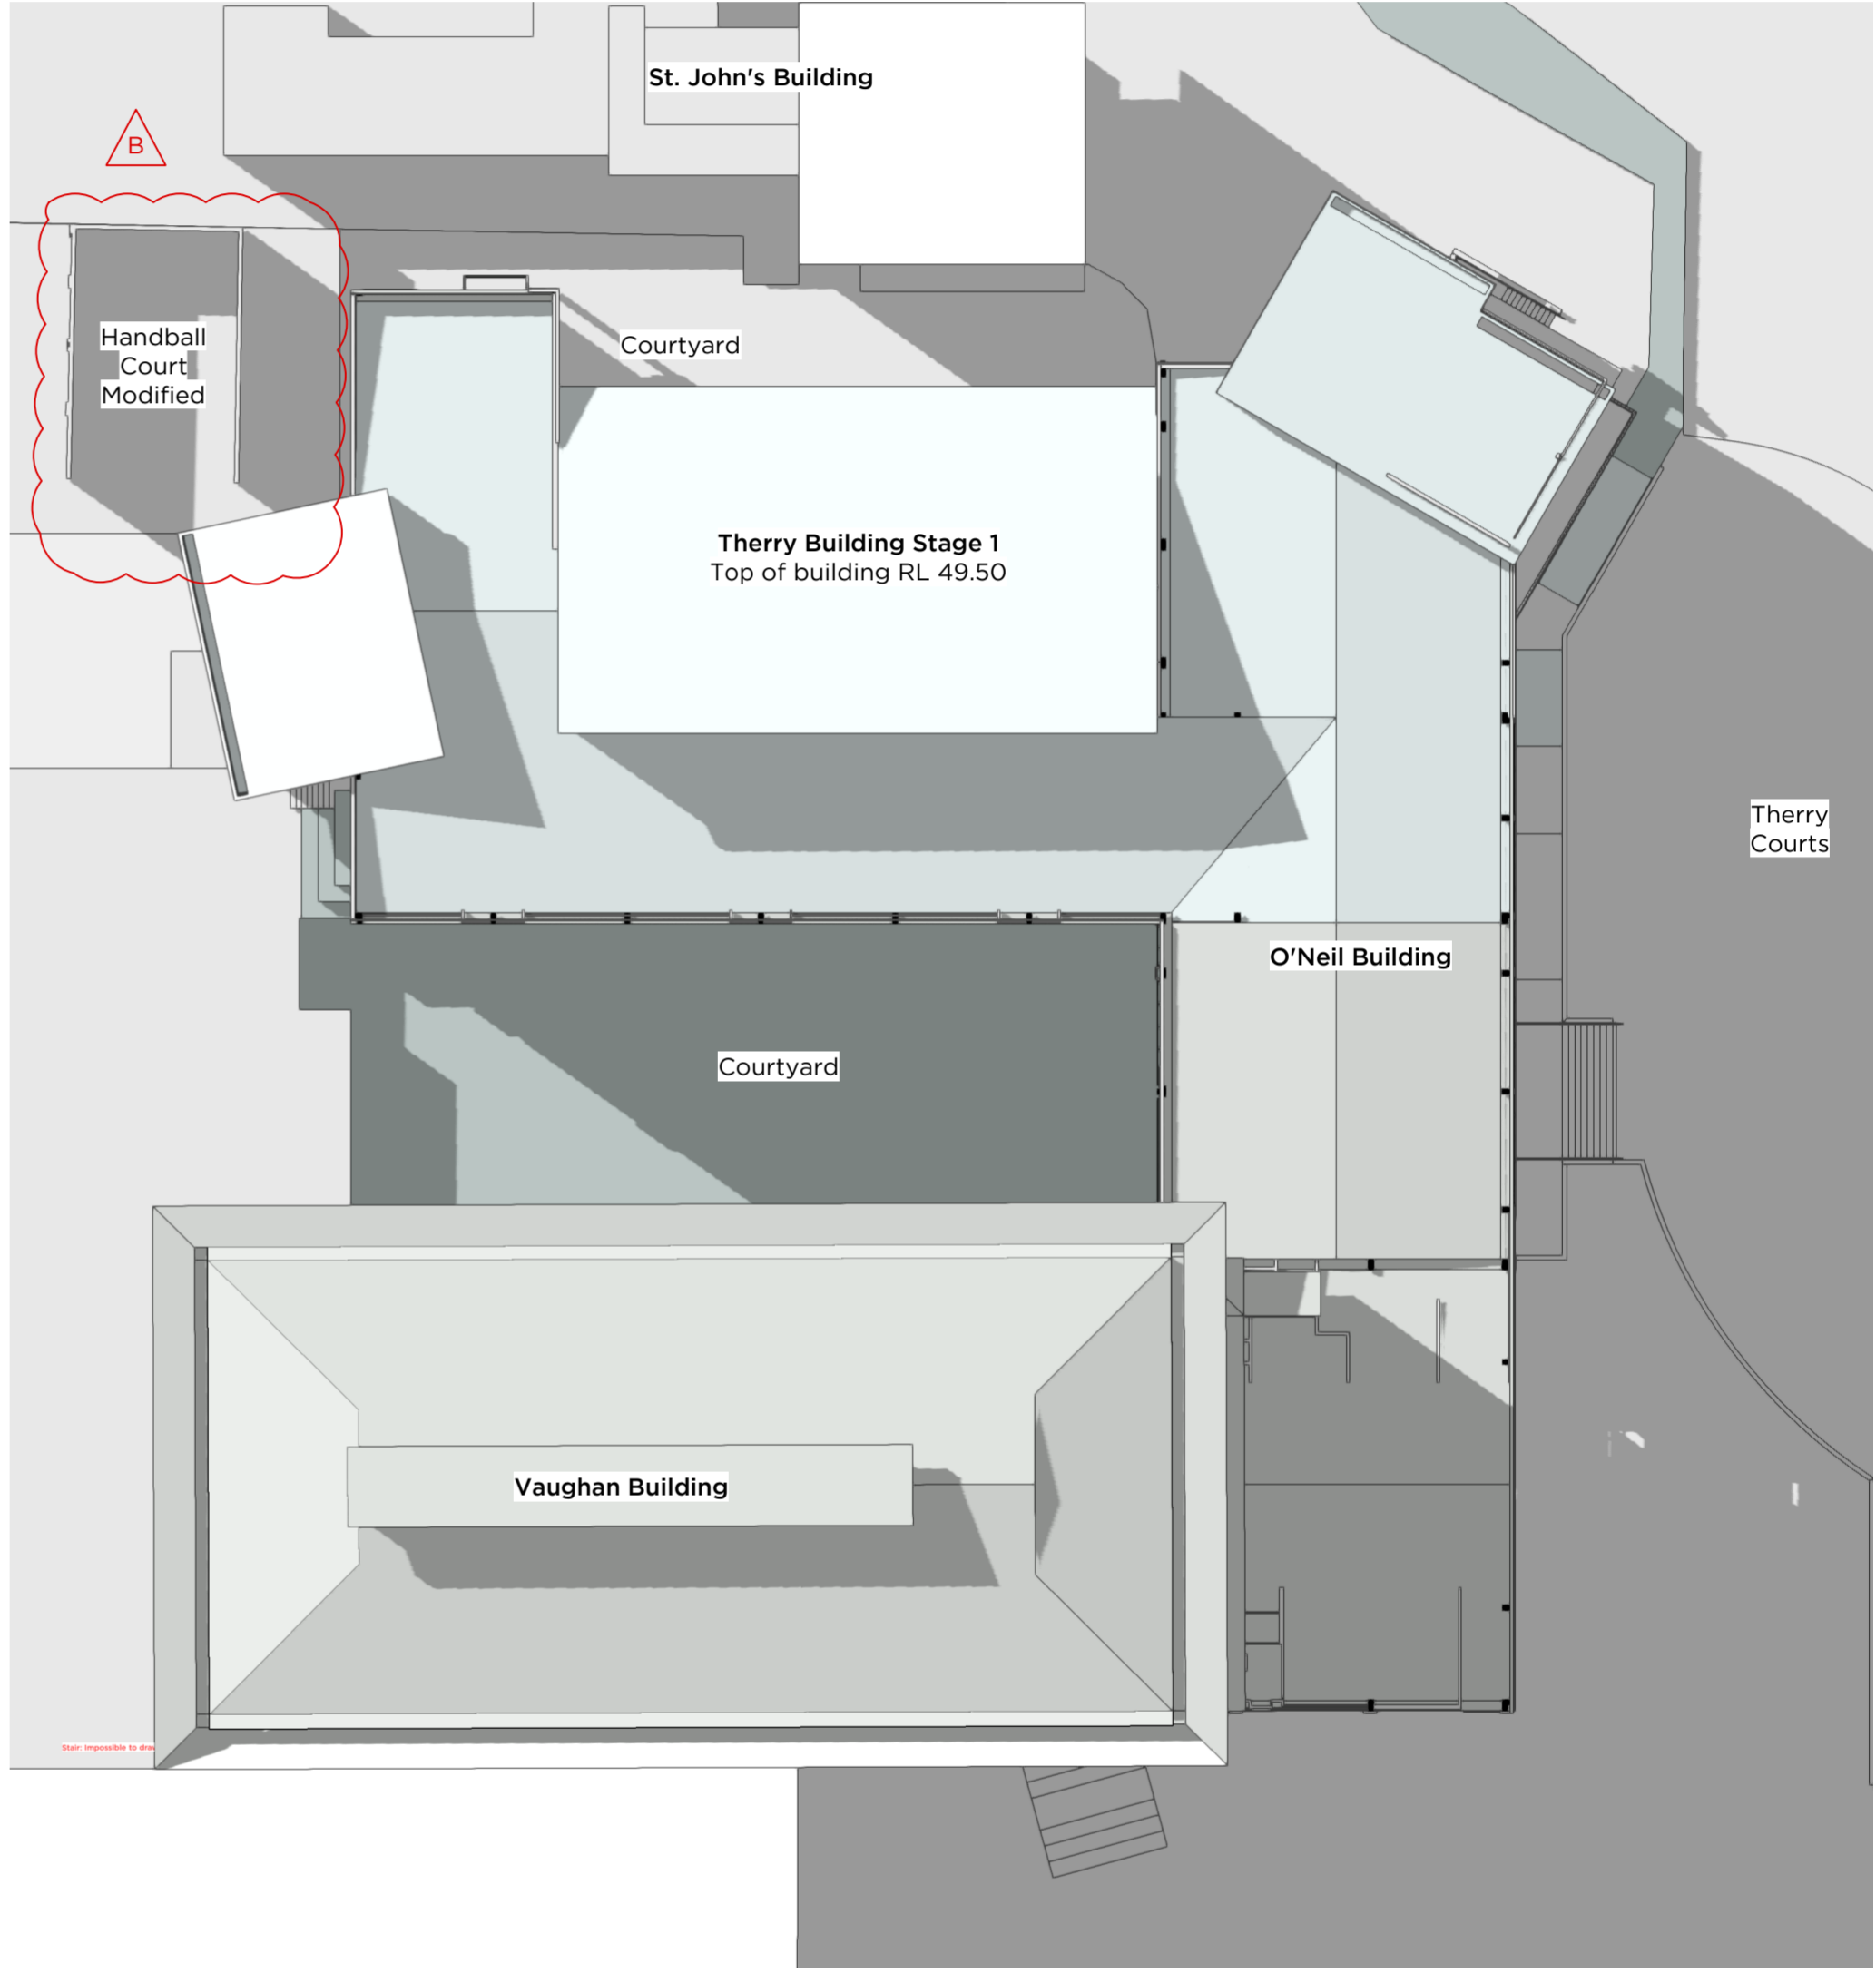 St. John's Building
B
Handball
Court
Modified
Courtyard
Therry Building Stage 1
Top of building RL 49.50
Therry
Courts
O'Neil Building
Courtyard
Vaughan Building
Stair: Impossible to